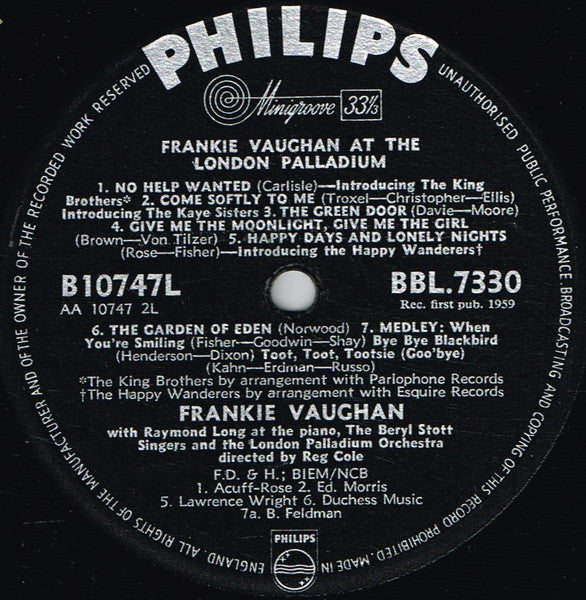 PHILIPS
Minigroove 33⅓
FRANKIE VAUGHAN AT THE
LONDON PALLADIUM
1. NO HELP WANTED (Carlisle)—Introducing The King
Brothers* 2. COME SOFTLY TO ME (Troxel—Christopher—Ellis)
Introducing The Kaye Sisters 3. THE GREEN DOOR (Davie—Moore)
4. GIVE ME THE MOONLIGHT, GIVE ME THE GIRL
(Brown—Von Tilzer) 5. HAPPY DAYS AND LONELY NIGHTS
(Rose—Fisher)—Introducing the Happy Wanderers†
B10747L
AA 10747 2L
BBL.7330
Rec. first pub. 1959
6. THE GARDEN OF EDEN (Norwood) 7. MEDLEY: When
You're Smiling (Fisher—Goodwin—Shay) Bye Bye Blackbird
(Henderson—Dixon) Toot, Toot, Tootsie (Goo'bye)
(Kahn—Erdman—Russo)
*The King Brothers by arrangement with Parlophone Records
†The Happy Wanderers by arrangement with Esquire Records
FRANKIE VAUGHAN
with Raymond Long at the piano, The Beryl Stott
Singers and the London Palladium Orchestra
directed by Reg Cole
F.D. & H.; BIEM/NCB
1. Acuff-Rose 2. Ed. Morris
5. Lawrence Wright 6. Duchess Music
7a. B. Feldman
PHILIPS
ALL RIGHTS OF THE MANUFACTURER AND OF THE OWNER OF THE RECORDED WORK RESERVED
UNAUTHORISED PUBLIC PERFORMANCE, BROADCASTING AND COPYING OF THIS RECORD PROHIBITED. MADE IN ENGLAND.